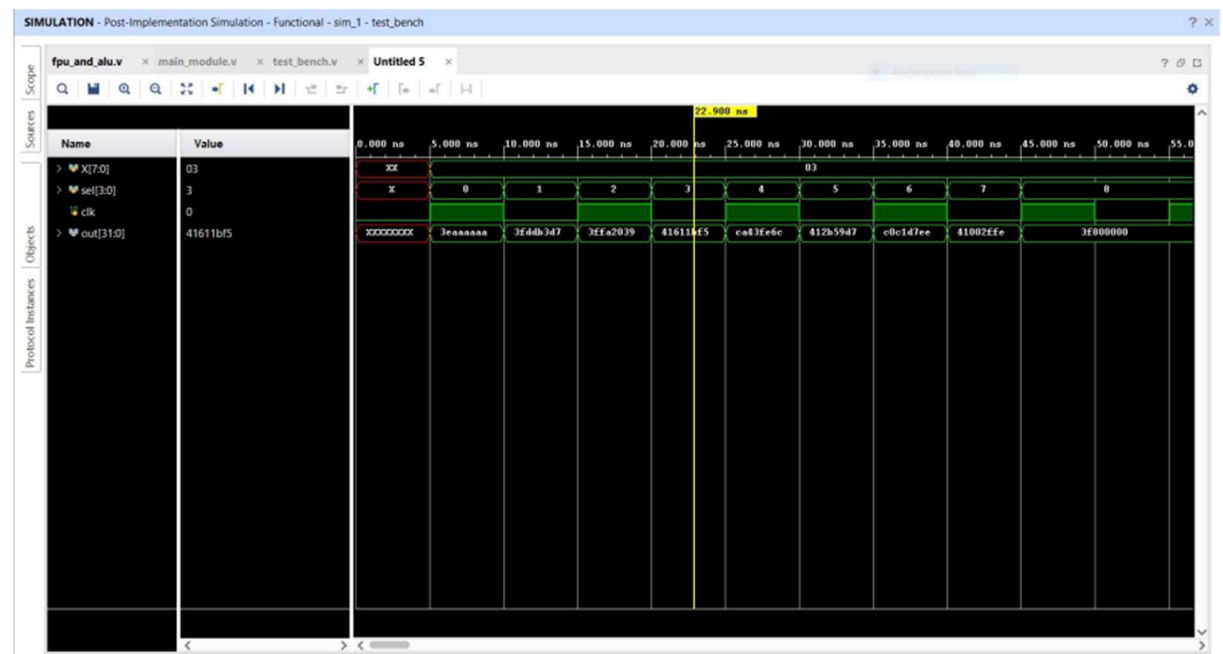 SIMULATION - Post-Implementation Simulation - Functional - sim_1 - test_bench ? ×
fpu_and_alu.v × main_module.v × test_bench.v × Untitled 5 × ?
Scope
Sources
Objects
Protocol Instances
22.900 ns
Name Value 0.000 ns 5.000 ns 10.000 ns 15.000 ns 20.000 ns 25.000 ns 30.000 ns 35.000 ns 40.000 ns 45.000 ns 50.000 ns 55.0
> X[7:0] 03 XX 03
> sel[3:0] 3 X 0 1 2 3 4 5 6 7 8
clk 0
> out[31:0] 41611bf5 XXXXXXXX 3eaaaaaa 3fddb3d7 3ffa2039 41611bf5 ca43fe6c 412b59d7 c0c1d7ee 41002ffe 3f800000